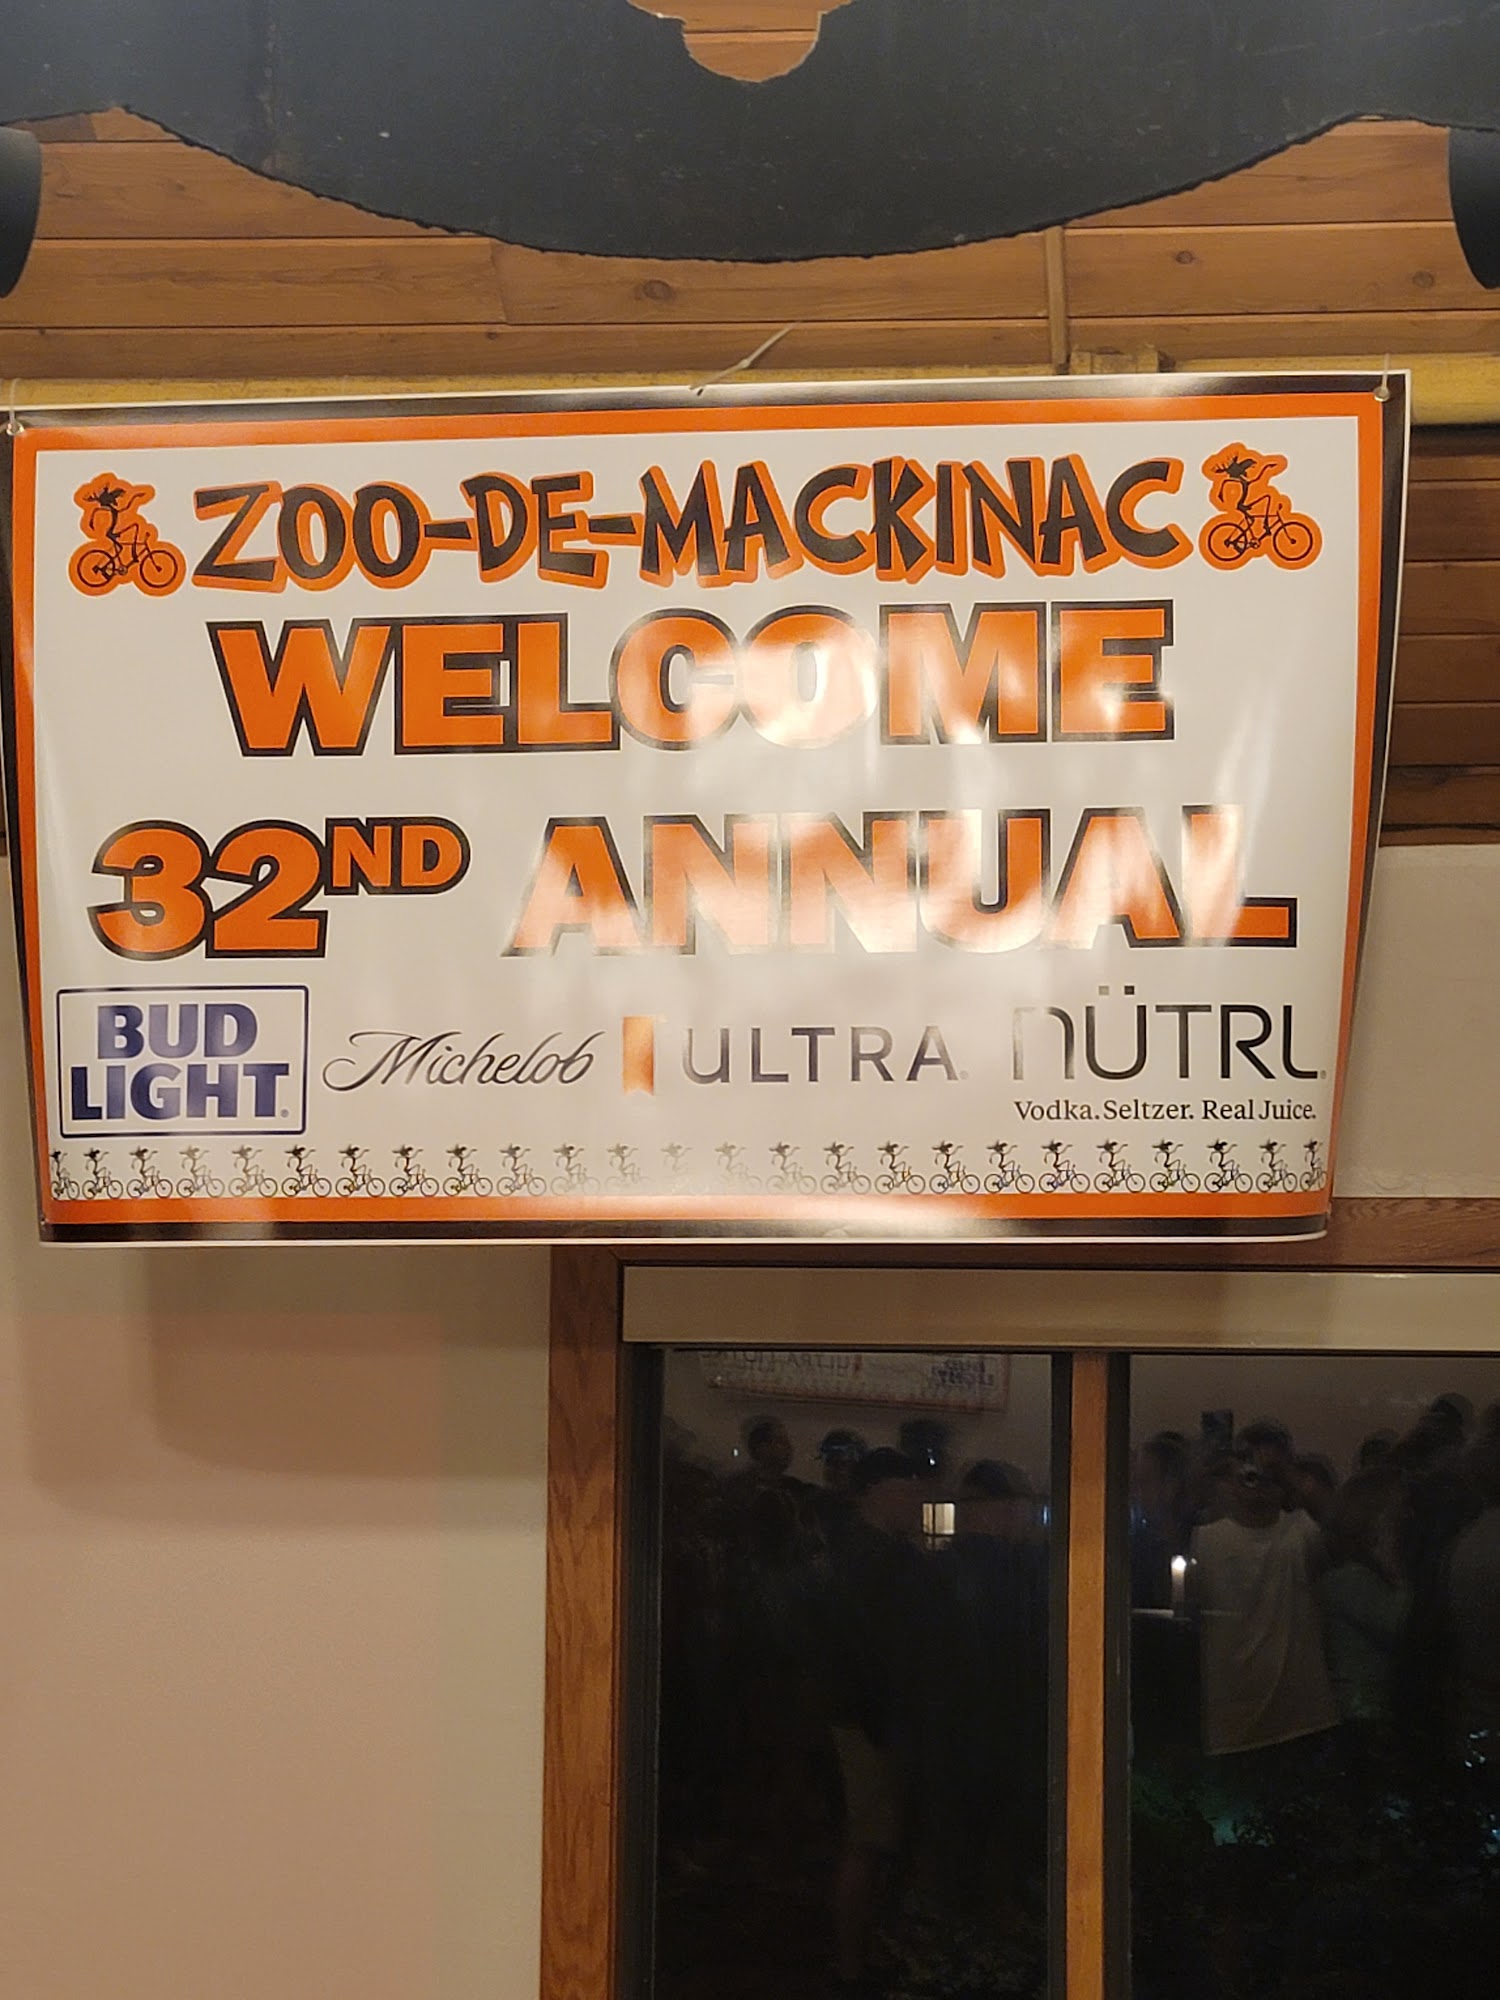 ZOO-DE-MACKINAC
WELCOME
32ND ANNUAL
BUD
LIGHT
Michelob ULTRA
NÜTRL
Vodka. Seltzer. Real Juice.